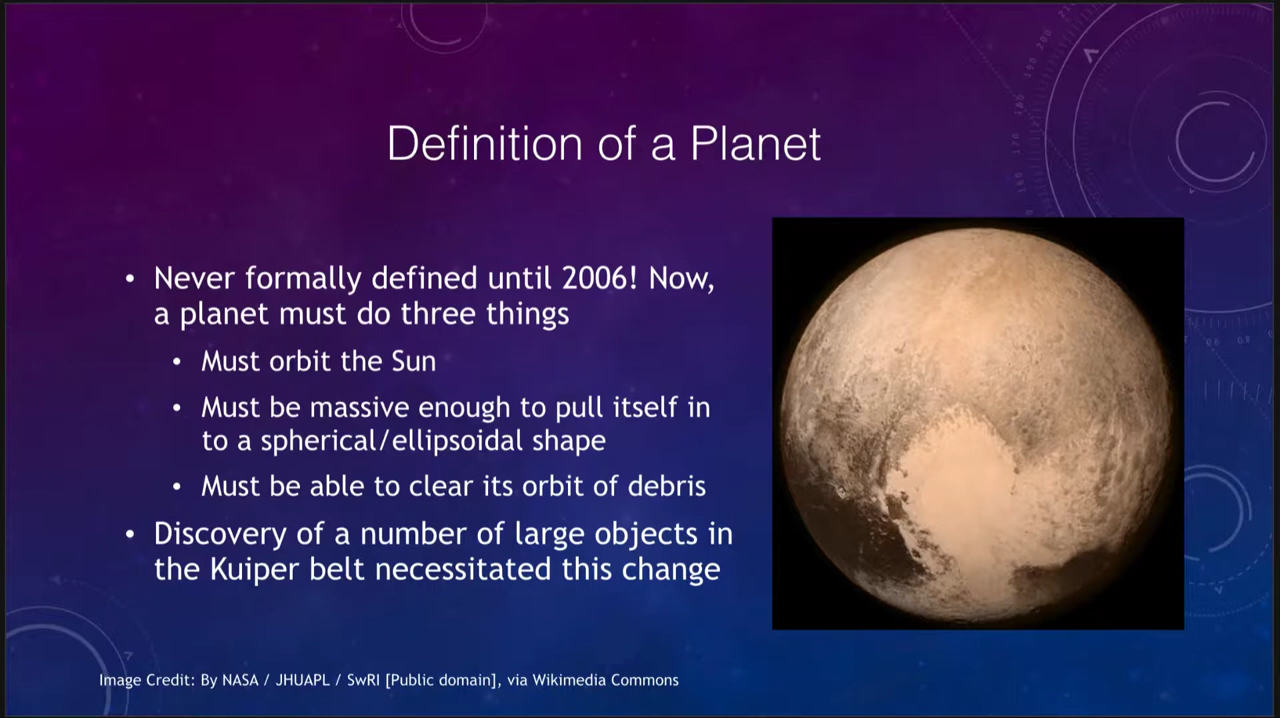 Definition of a Planet
• Never formally defined until 2006! Now,
a planet must do three things
• Must orbit the Sun
• Must be massive enough to pull itself in
to a spherical/ellipsoidal shape
• Must be able to clear its orbit of debris
• Discovery of a number of large objects in
the Kuiper belt necessitated this change
Image Credit: By NASA / JHUAPL / SwRI [Public domain], via Wikimedia Commons